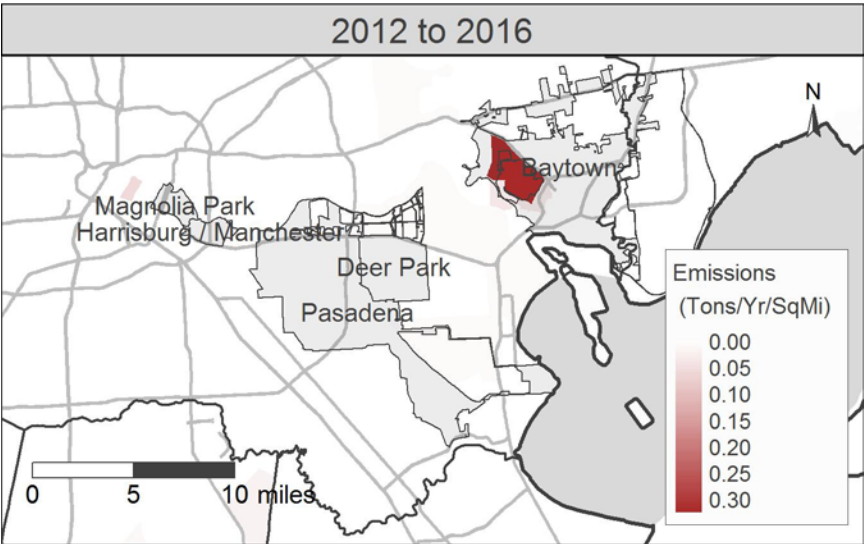 2012 to 2016
N
Baytown
Magnolia Park
Harrisburg / Manchester
Deer Park
Pasadena
Emissions
(Tons/Yr/SqMi)
0.00
0.05
0.10
0.15
0.20
0.25
0.30
0 5 10 miles